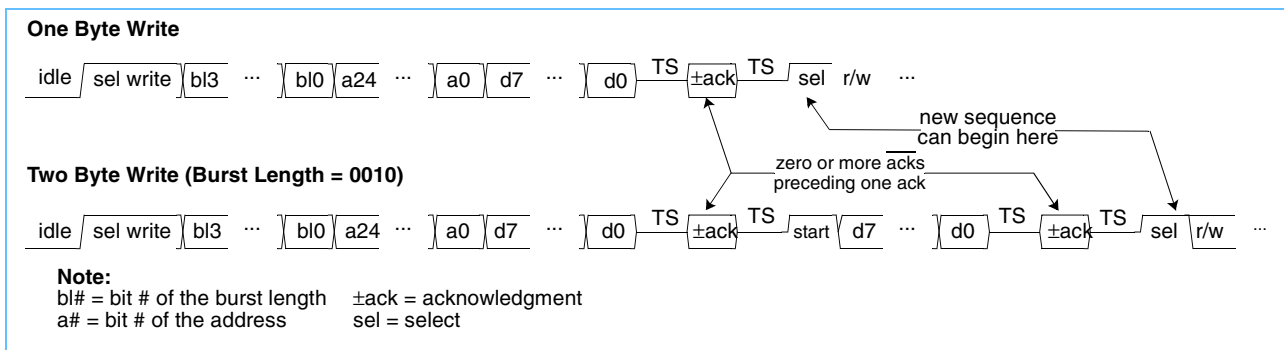 One Byte Write
idle sel write bl3 ... bl0 a24 ... a0 d7 ... d0 TS ±ack TS sel r/w ...
new sequence
can begin here
zero or more acks
preceding one ack
Two Byte Write (Burst Length = 0010)
idle sel write bl3 ... bl0 a24 ... a0 d7 ... d0 TS ±ack TS start d7 ... d0 TS ±ack TS sel r/w ...
Note:
bl# = bit # of the burst length ±ack = acknowledgment
a# = bit # of the address sel = select